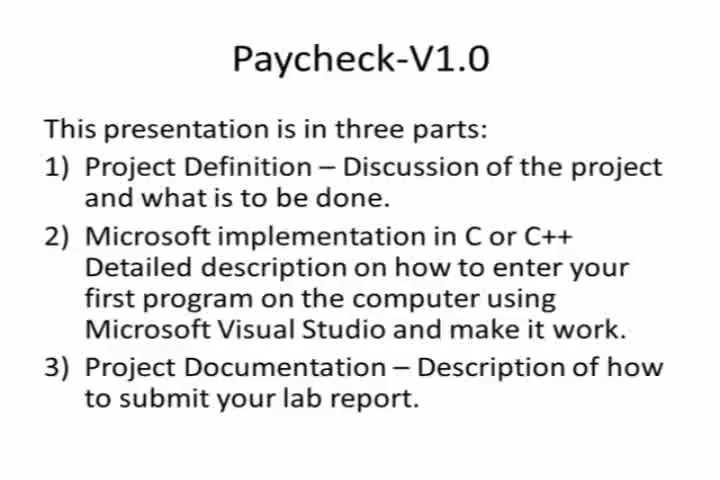 Paycheck-V1.0
This presentation is in three parts:
1) Project Definition – Discussion of the project
and what is to be done.
2) Microsoft implementation in C or C++
Detailed description on how to enter your
first program on the computer using
Microsoft Visual Studio and make it work.
3) Project Documentation – Description of how
to submit your lab report.